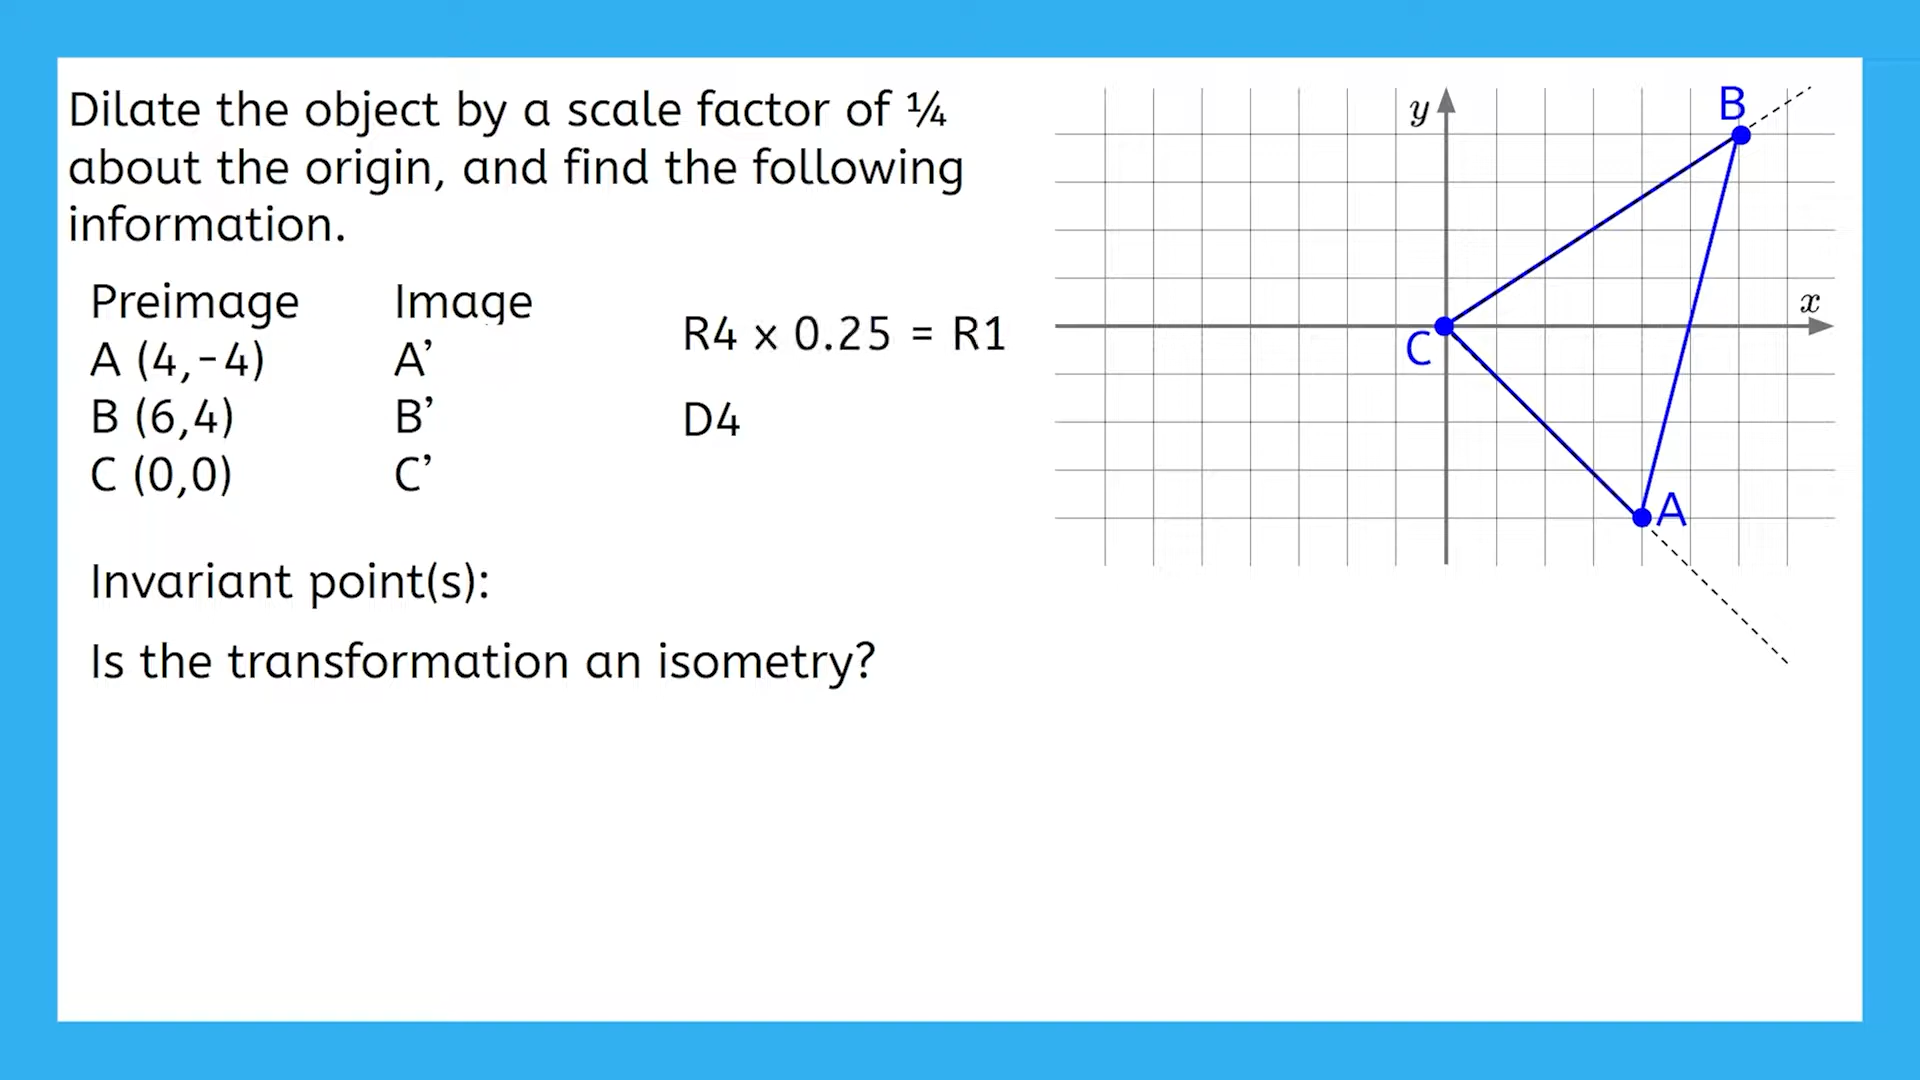 Dilate the object by a scale factor of ¼
about the origin, and find the following
information.
Preimage Image
A (4,-4) A’
B (6,4) B’
C (0,0) C’
R4 x 0.25 = R1
D4
Invariant point(s):
Is the transformation an isometry?
y
B
x
C
A